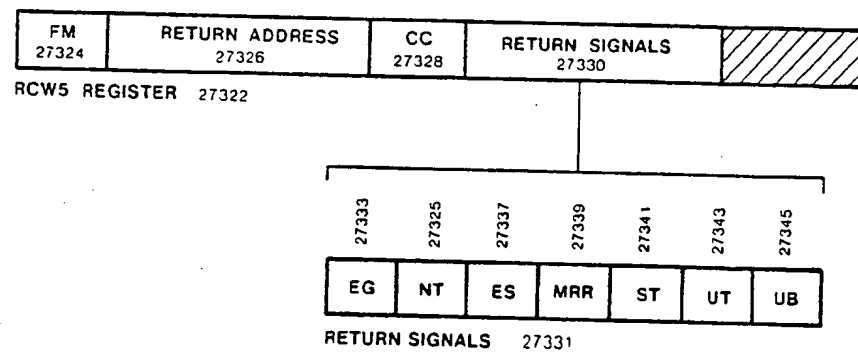 FM RETURN ADDRESS CC RETURN SIGNALS
27324 27326 27328 27330
RCW5 REGISTER 27322
27333 27325 27337 27339 27341 27343 27345
EG NT ES MRR ST UT UB
RETURN SIGNALS 27331